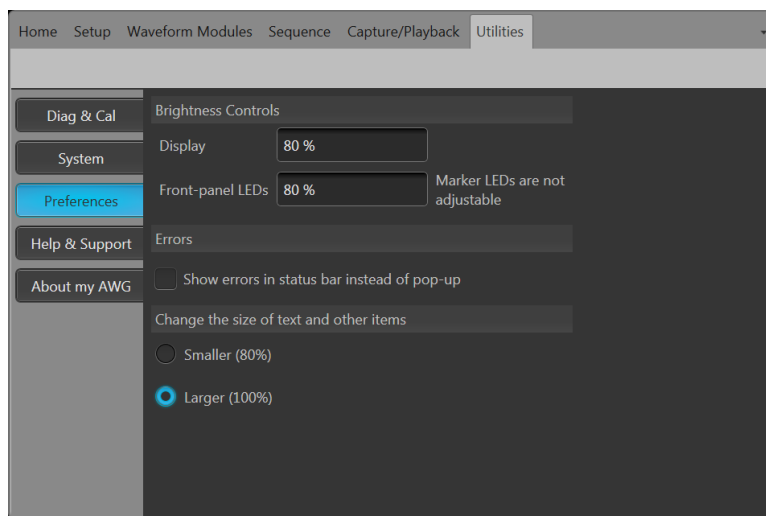 Home Setup Waveform Modules Sequence Capture/Playback Utilities
Diag & Cal
System
Preferences
Help & Support
About my AWG
Brightness Controls
Display 80 %
Front-panel LEDs 80 % Marker LEDs are not
adjustable
Errors
Show errors in status bar instead of pop-up
Change the size of text and other items
Smaller (80%)
Larger (100%)